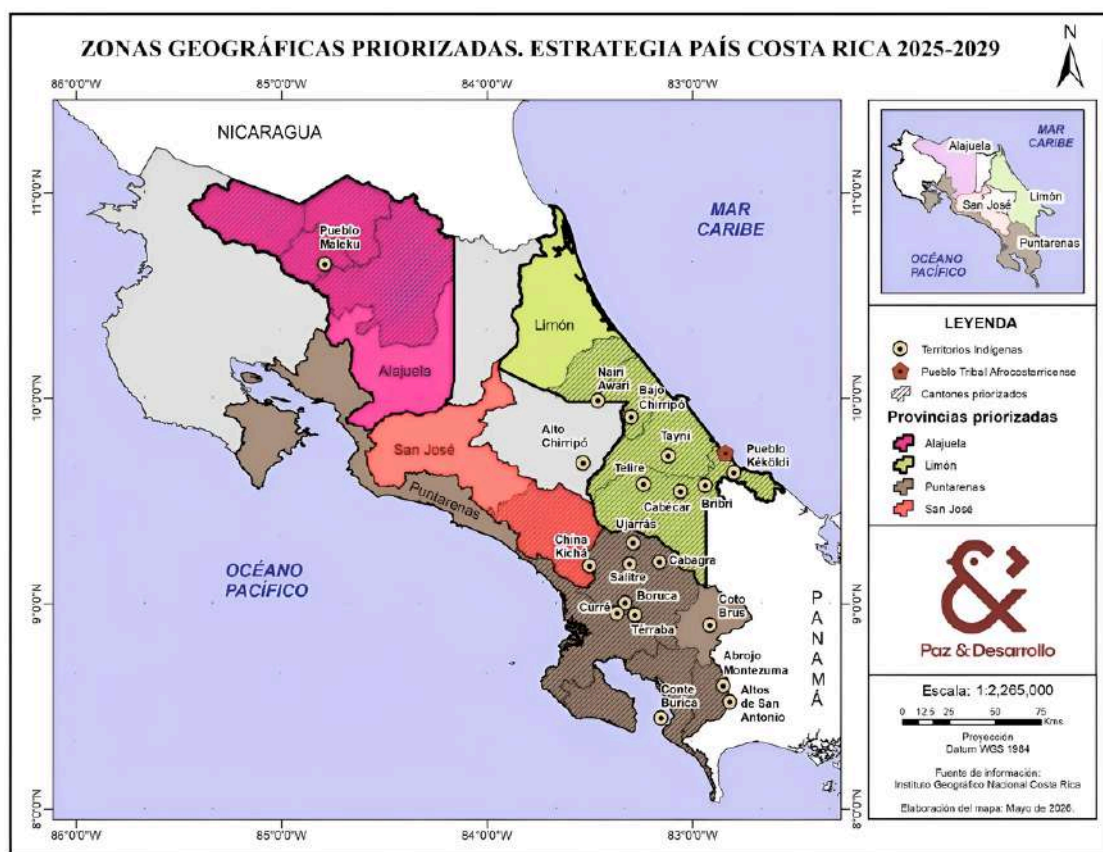 ZONAS GEOGRÁFICAS PRIORIZADAS. ESTRATEGIA PAÍS COSTA RICA 2025-2029
N
86°0'0"W 85°0'0"W 84°0'0"W 83°0'0"W
NICARAGUA
11°0'0"N
11°0'0"N
Pueblo
Maleku
MAR
CARIBE
Limón
Alajuela
10°0'0"N
10°0'0"N
Nairi
Awari
Bajo
Chirripó
Alto
Chirripó
Tayni
San José
Pueblo
Kéköldi
Telire
Puntarenas
Cabécar
Bribri
Ujarrás
China
Kichá
Cabagra
Salitre
OCÉANO
PACÍFICO
Boruca
9°0'0"N
9°0'0"N
Curré
Térraba
Coto
Brus
PANAMÁ
Abrojo
Montezuma
Conte
Burica
Altos
de San
Antonio
8°0'0"N
8°0'0"N
86°0'0"W 85°0'0"W 84°0'0"W 83°0'0"W
MAR
CARIBE
Alajuela
Limón
San José
Puntarenas
OCÉANO
PACÍFICO
LEYENDA
Territorios Indígenas
Pueblo Tribal Afrocostarricense
Cantones priorizados
Provincias priorizadas
Alajuela
Limón
Puntarenas
San José
Paz & Desarrollo
Escala: 1:2,265,000
0 12.5 25 50 75
Kms.
Proyección
Datum WGS 1984
Fuente de información:
Instituto Geográfico Nacional Costa Rica
Elaboración del mapa: Mayo de 2026.